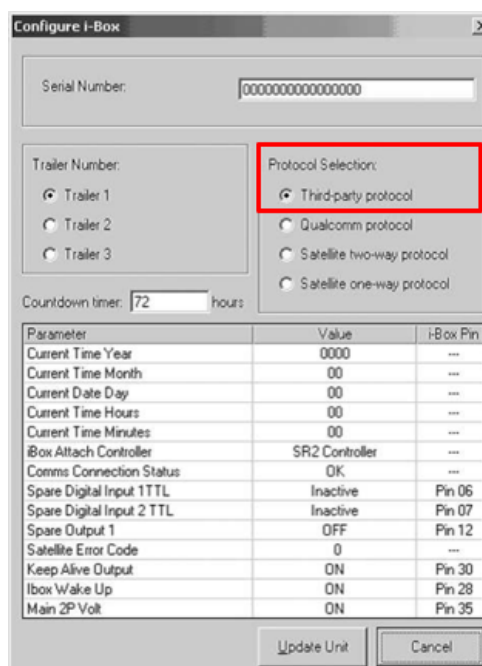 Configure i-Box
Serial Number: 0000000000000000
Trailer Number:
Trailer 1
Trailer 2
Trailer 3
Protocol Selection:
Third-party protocol
Qualcomm protocol
Satellite two-way protocol
Satellite one-way protocol
Countdown timer: 72 hours
Parameter Value i-Box Pin
Current Time Year 0000 ---
Current Time Month 00 ---
Current Date Day 00 ---
Current Time Hours 00 ---
Current Time Minutes 00 ---
iBox Attach Controller SR2 Controller ---
Comms Connection Status OK ---
Spare Digital Input 1TTL Inactive Pin 06
Spare Digital Input 2 TTL Inactive Pin 07
Spare Output 1 OFF Pin 12
Satellite Error Code 0 ---
Keep Alive Output ON Pin 30
Ibox Wake Up ON Pin 28
Main 2P Volt ON Pin 35
Update Unit Cancel